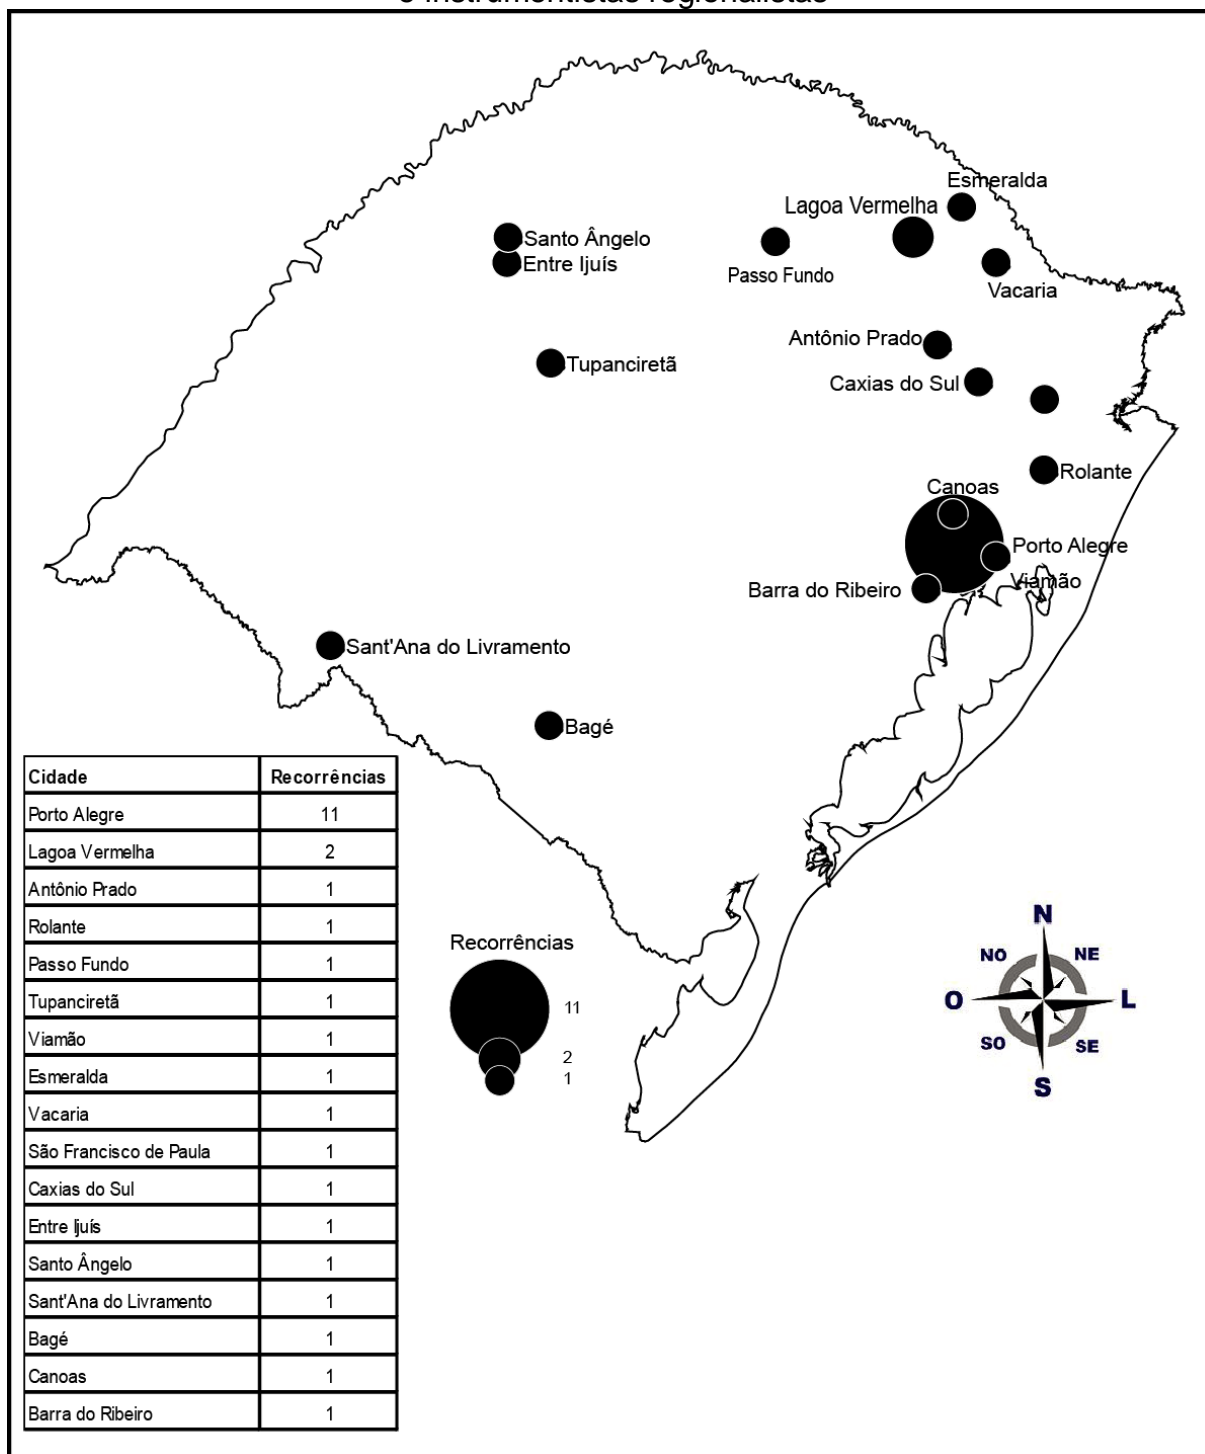 e instrumentistas regionalistas
Esmeralda
Lagoa Vermelha
Santo Ângelo
Entre Ijuís
Passo Fundo
Vacaria
Antônio Prado
Tupanciretã
Caxias do Sul
Rolante
Canoas
Porto Alegre
Viamão
Barra do Ribeiro
Sant'Ana do Livramento
Bagé
Cidade Recorrências
Porto Alegre 11
Lagoa Vermelha 2
Antônio Prado 1
Rolante 1
Passo Fundo 1
Tupanciretã 1
Viamão 1
Esmeralda 1
Vacaria 1
São Francisco de Paula 1
Caxias do Sul 1
Entre Ijuís 1
Santo Ângelo 1
Sant'Ana do Livramento 1
Bagé 1
Canoas 1
Barra do Ribeiro 1
Recorrências
11
2
1
N
NO NE
O L
SO SE
S